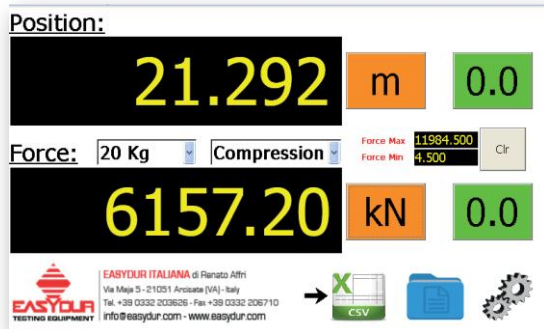 Position:
21.292 m 0.0
Force: 20 Kg Compression Force Max 11984.500 Clr
Force Min 4.500
6157.20 kN 0.0
EASYDUR
TESTING EQUIPMENT
EASYDUR ITALIANA di Renato Affri
Via Maja 5 - 21051 Arcisate (VA) - Italy
Tel. +39 0332 203626 - Fax +39 0332 206710
info@easydur.com - www.easydur.com
X
CSV